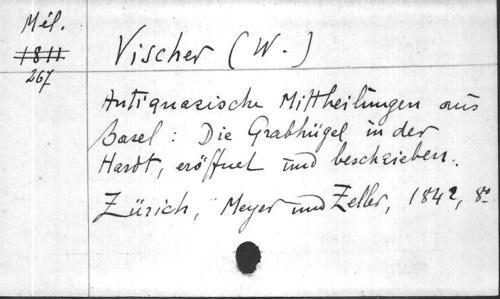 Mél.
1811
267
Vischer (W.)
Antiquarische Mittheilungen aus
Basel : Die Grabhügel in der
Hardt, eröffnet und beschrieben.
Zürich, Meyer und Zeller, 1842, 8°